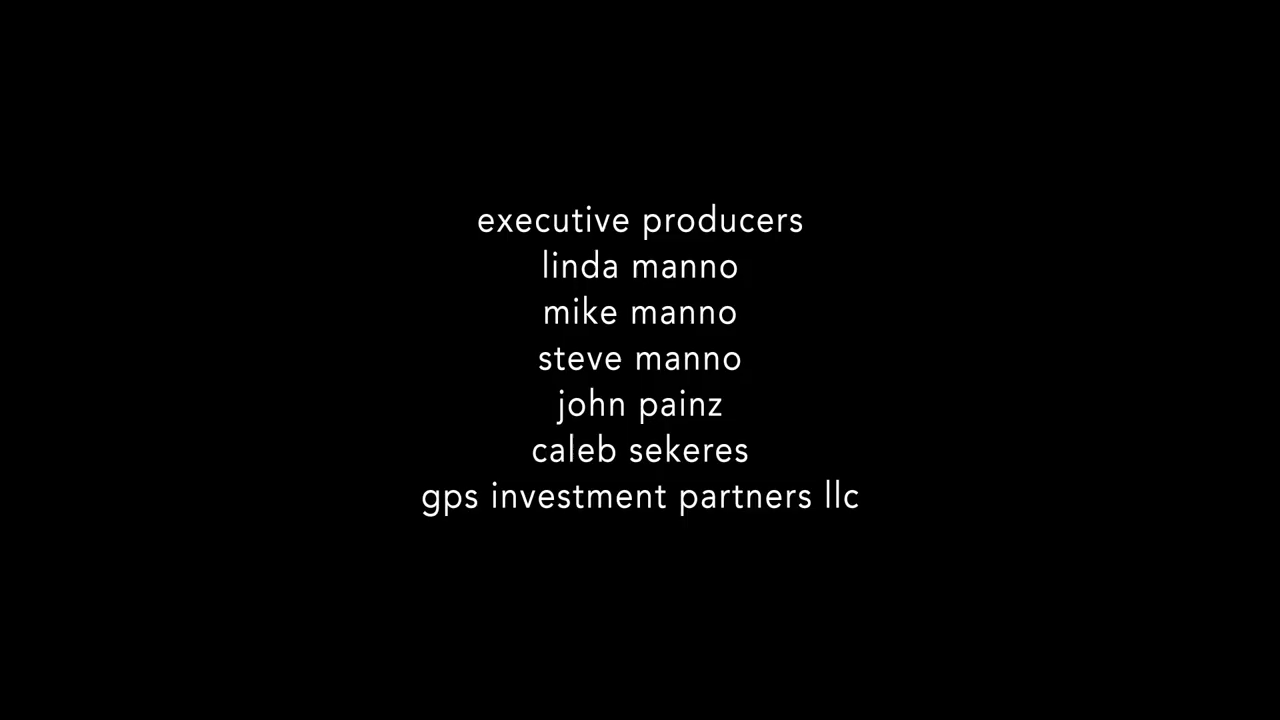 executive producers
linda manno
mike manno
steve manno
john painz
caleb sekeres
gps investment partners llc